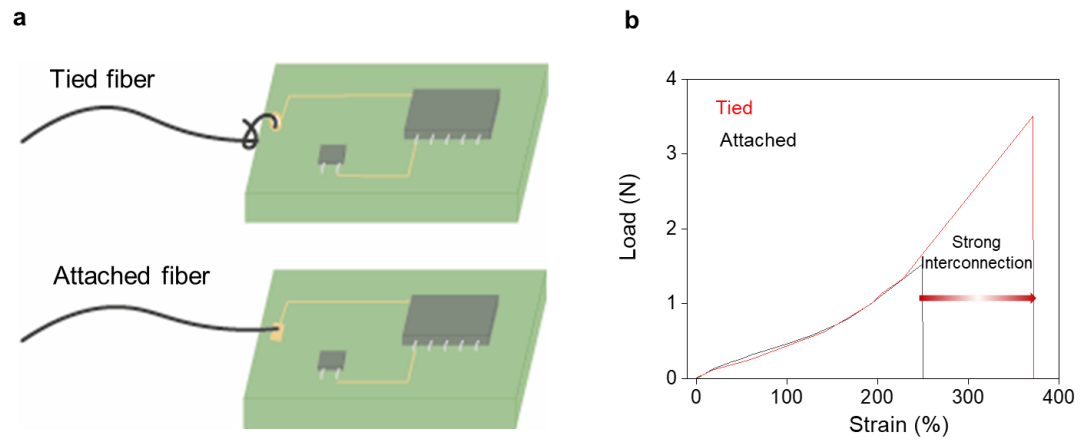 a
Tied fiber
Attached fiber
b
Load (N)
4
3
2
1
0
Tied
Attached
Strong
Interconnection
0 100 200 300 400
Strain (%)